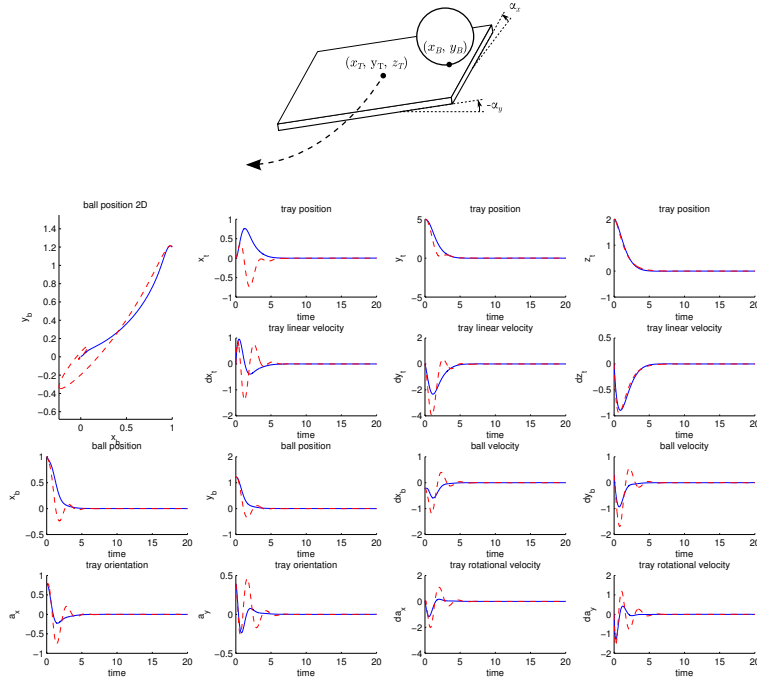 α_x
(x_B, y_B)
(x_T, y_T, z_T)
-α_y
ball position 2D
1.4
1.2
1
0.8
0.6
0.4
0.2
0
−0.2
−0.4
−0.6
y_b
0 0.5 1
x_b
tray position
1
0.5
0
−0.5
−1
x_t
0 5 10 15 20
tray position
5
0
−5
y_t
0 5 10 15 20
tray position
2
1
0
−1
z_t
0 5 10 15 20
tray linear velocity
1
0
−1
−2
dx_t
0 5 10 15 20
time
tray linear velocity
2
0
−2
−4
dy_t
0 5 10 15 20
time
tray linear velocity
0.5
0
−0.5
−1
dz_t
0 5 10 15 20
time
ball position
1
0.5
0
−0.5
x_b
0 5 10 15 20
time
ball position
2
1
0
−1
y_b
0 5 10 15 20
time
ball velocity
1
0
−1
−2
dx_b
0 5 10 15 20
time
ball velocity
1
0
−1
−2
dy_b
0 5 10 15 20
time
tray orientation
1
0.5
0
−0.5
−1
a_x
0 5 10 15 20
time
tray orientation
0.5
0
−0.5
a_y
0 5 10 15 20
time
tray rotational velocity
2
0
−2
−4
da_x
0 5 10 15 20
time
tray rotational velocity
2
1
0
−1
−2
da_y
0 5 10 15 20
time